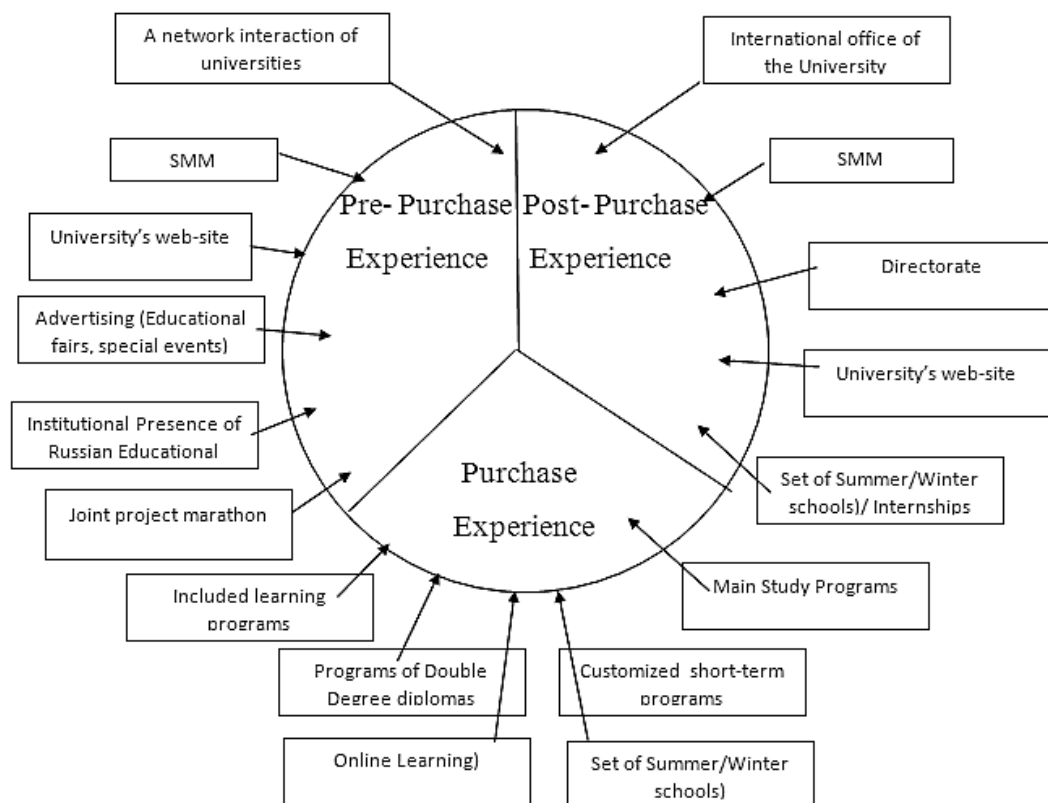 A network interaction of
universities
International office of
the University
SMM
SMM
Pre- Purchase
Experience
Post- Purchase
Experience
University's web-site
Directorate
Advertising (Educational
fairs, special events)
University's web-site
Institutional Presence of
Russian Educational
Purchase
Experience
Set of Summer/Winter
schools)/ Internships
Joint project marathon
Included learning
programs
Main Study Programs
Programs of Double
Degree diplomas
Customized short-term
programs
Online Learning)
Set of Summer/Winter
schools)